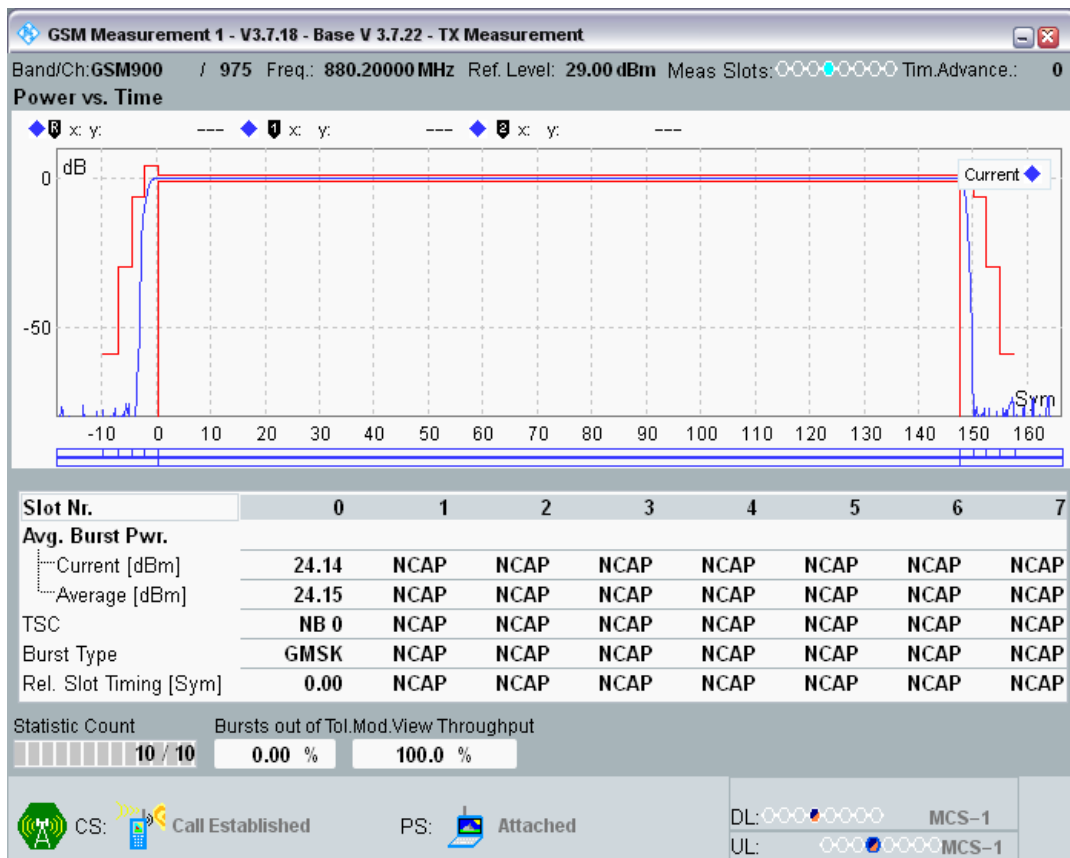 GSM Measurement 1 - V3.7.18 - Base V 3.7.22 - TX Measurement
Band/Ch:GSM900 / 975 Freq.: 880.20000 MHz Ref. Level: 29.00 dBm Meas Slots: Tim.Advance.: 0
Power vs. Time
R x: y: --- 1 x: y: --- 2 x: y: ---
dB
Current
0
-50
Sym
-10 0 10 20 30 40 50 60 70 80 90 100 110 120 130 140 150 160
Slot Nr. 0 1 2 3 4 5 6 7
Avg. Burst Pwr.
Current [dBm] 24.14 NCAP NCAP NCAP NCAP NCAP NCAP NCAP
Average [dBm] 24.15 NCAP NCAP NCAP NCAP NCAP NCAP NCAP
TSC NB 0 NCAP NCAP NCAP NCAP NCAP NCAP NCAP
Burst Type GMSK NCAP NCAP NCAP NCAP NCAP NCAP NCAP
Rel. Slot Timing [Sym] 0.00 NCAP NCAP NCAP NCAP NCAP NCAP NCAP
Statistic Count Bursts out of Tol. Mod.View Throughput
10 / 10 0.00 % 100.0 %
CS: Call Established PS: Attached
DL: MCS-1
UL: MCS-1